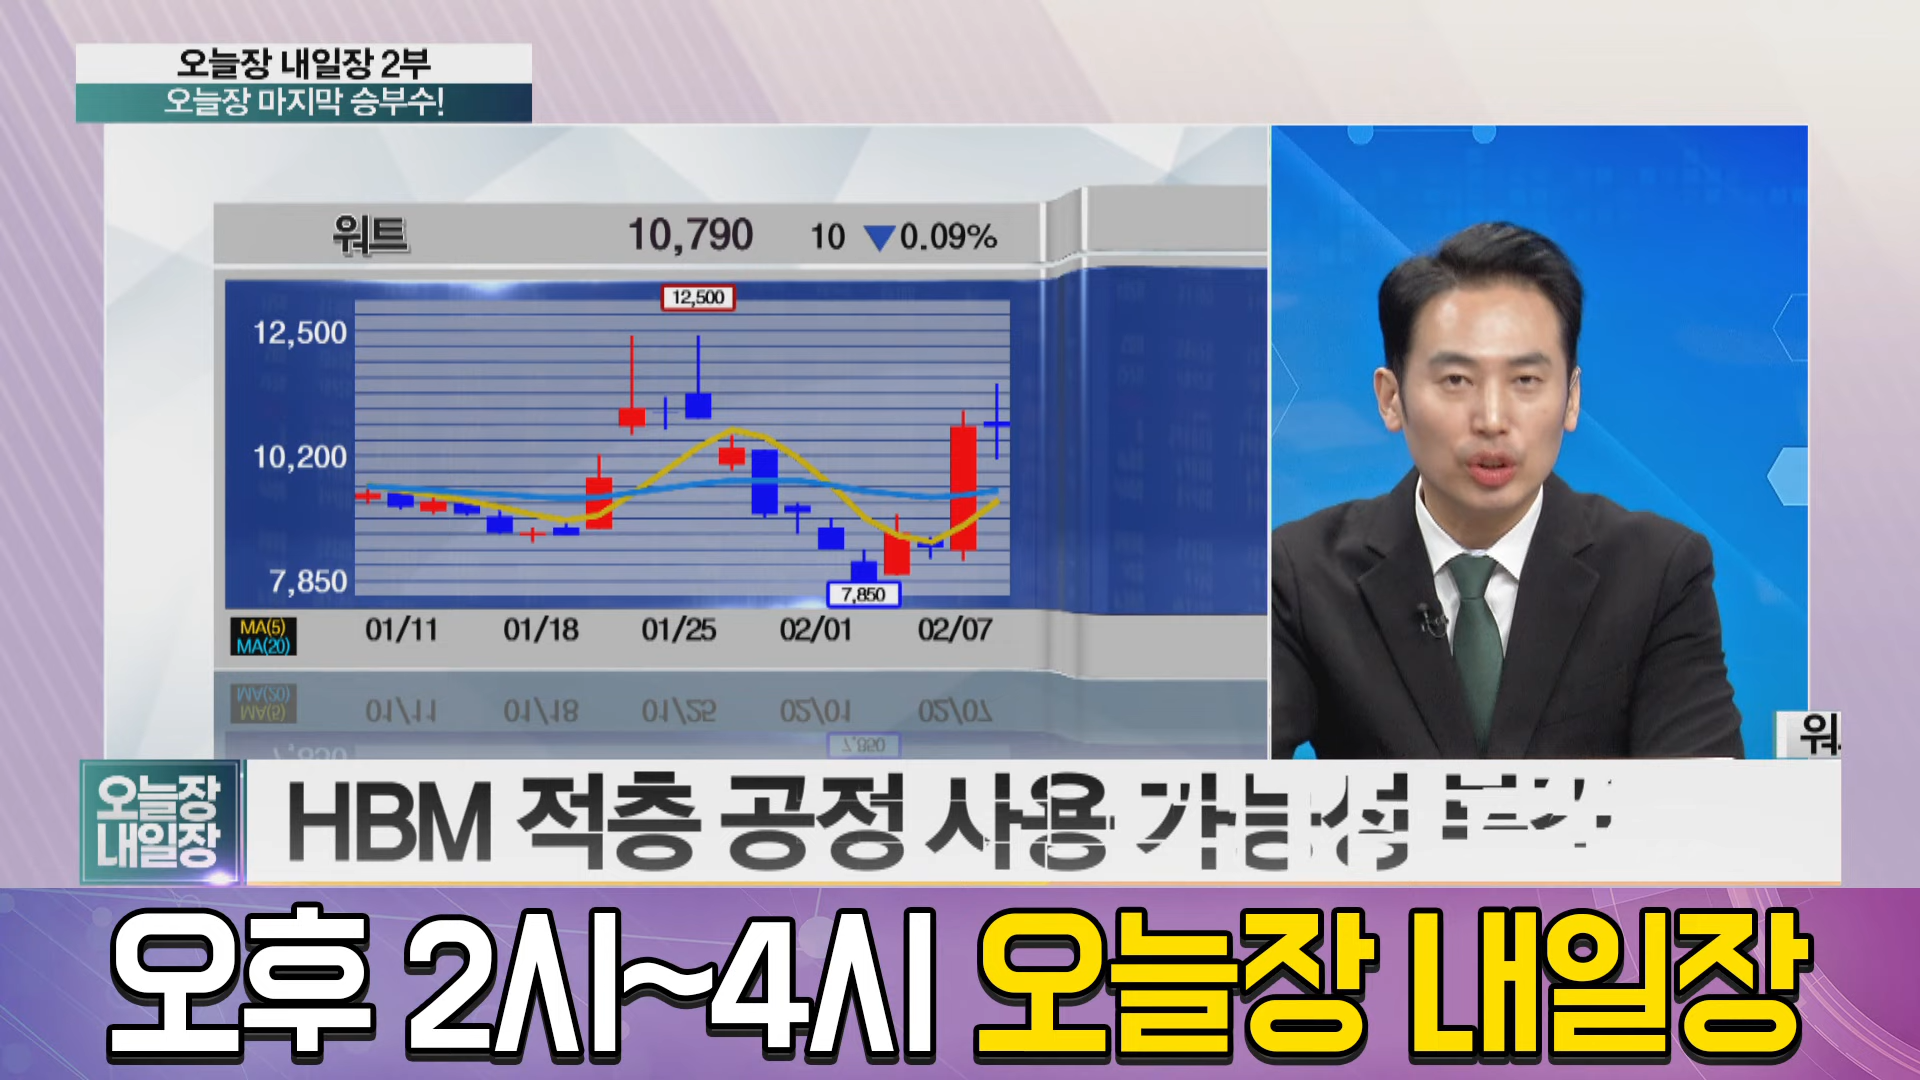 오늘장 내일장 2부
오늘장 마지막 승부수!
워트 10,790 10 ▼0.09%
12,500
12,500
10,200
7,850
7,850
MA(5)
MA(20)
01/11 01/18 01/25 02/01 02/07
오늘장
내일장
HBM 적층 공정 사용 가능성
오후 2시~4시 오늘장 내일장